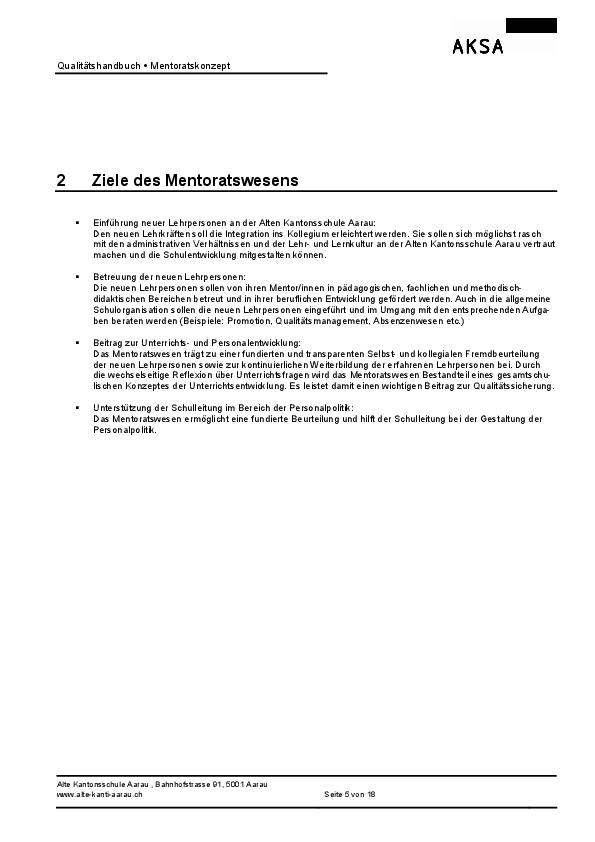 AKSA
Qualitätshandbuch • Mentoratskonzept
2 Ziele des Mentoratswesens
▪ Einführung neuer Lehrpersonen an der Alten Kantonsschule Aarau:
Den neuen Lehrkräften soll die Integration ins Kollegium erleichtert werden. Sie sollen sich möglichst rasch
mit den administrativen Verhältnissen und der Lehr- und Lernkultur an der Alten Kantonsschule Aarau vertraut
machen und die Schulentwicklung mitgestalten können.
▪ Betreuung der neuen Lehrpersonen:
Die neuen Lehrpersonen sollen von ihren Mentor/innen in pädagogischen, fachlichen und methodisch-
didaktischen Bereichen betreut und in ihrer beruflichen Entwicklung gefördert werden. Auch in die allgemeine
Schulorganisation sollen die neuen Lehrpersonen eingeführt und im Umgang mit den entsprechenden Aufga-
ben beraten werden (Beispiele: Promotion, Qualitätsmanagement, Absenzenwesen etc.)
▪ Beitrag zur Unterrichts- und Personalentwicklung:
Das Mentoratswesen trägt zu einer fundierten und transparenten Selbst- und kollegialen Fremdbeurteilung
der neuen Lehrpersonen sowie zur kontinuierlichen Weiterbildung der erfahrenen Lehrpersonen bei. Durch
die wechselseitige Reflexion über Unterrichtsfragen wird das Mentoratswesen Bestandteil eines gesamtschu-
lischen Konzeptes der Unterrichtsentwicklung. Es leistet damit einen wichtigen Beitrag zur Qualitätssicherung.
▪ Unterstützung der Schulleitung im Bereich der Personalpolitik:
Das Mentoratswesen ermöglicht eine fundierte Beurteilung und hilft der Schulleitung bei der Gestaltung der
Personalpolitik.
Alte Kantonsschule Aarau , Bahnhofstrasse 91, 5001 Aarau
www.alte-kanti-aarau.ch Seite 5 von 18